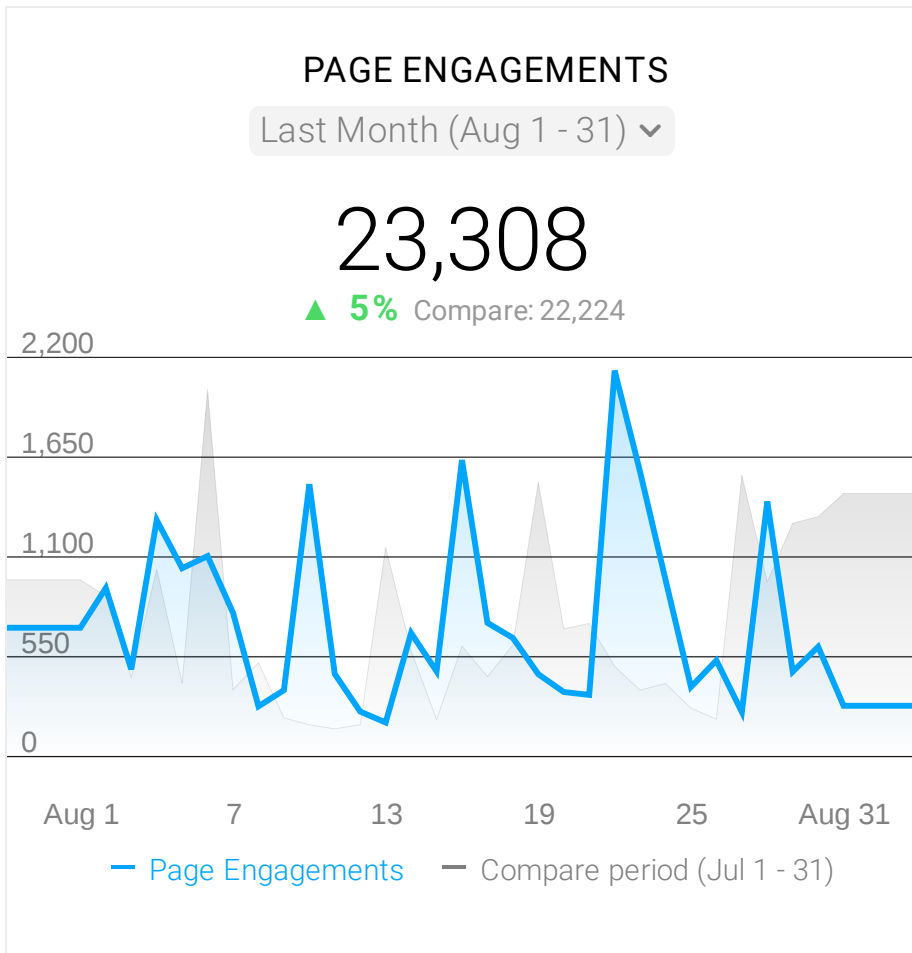 PAGE ENGAGEMENTS
Last Month (Aug 1 - 31)
23,308
▲ 5% Compare: 22,224
2,200
1,650
1,100
550
0
Aug 1 7 13 19 25 Aug 31
Page Engagements Compare period (Jul 1 - 31)